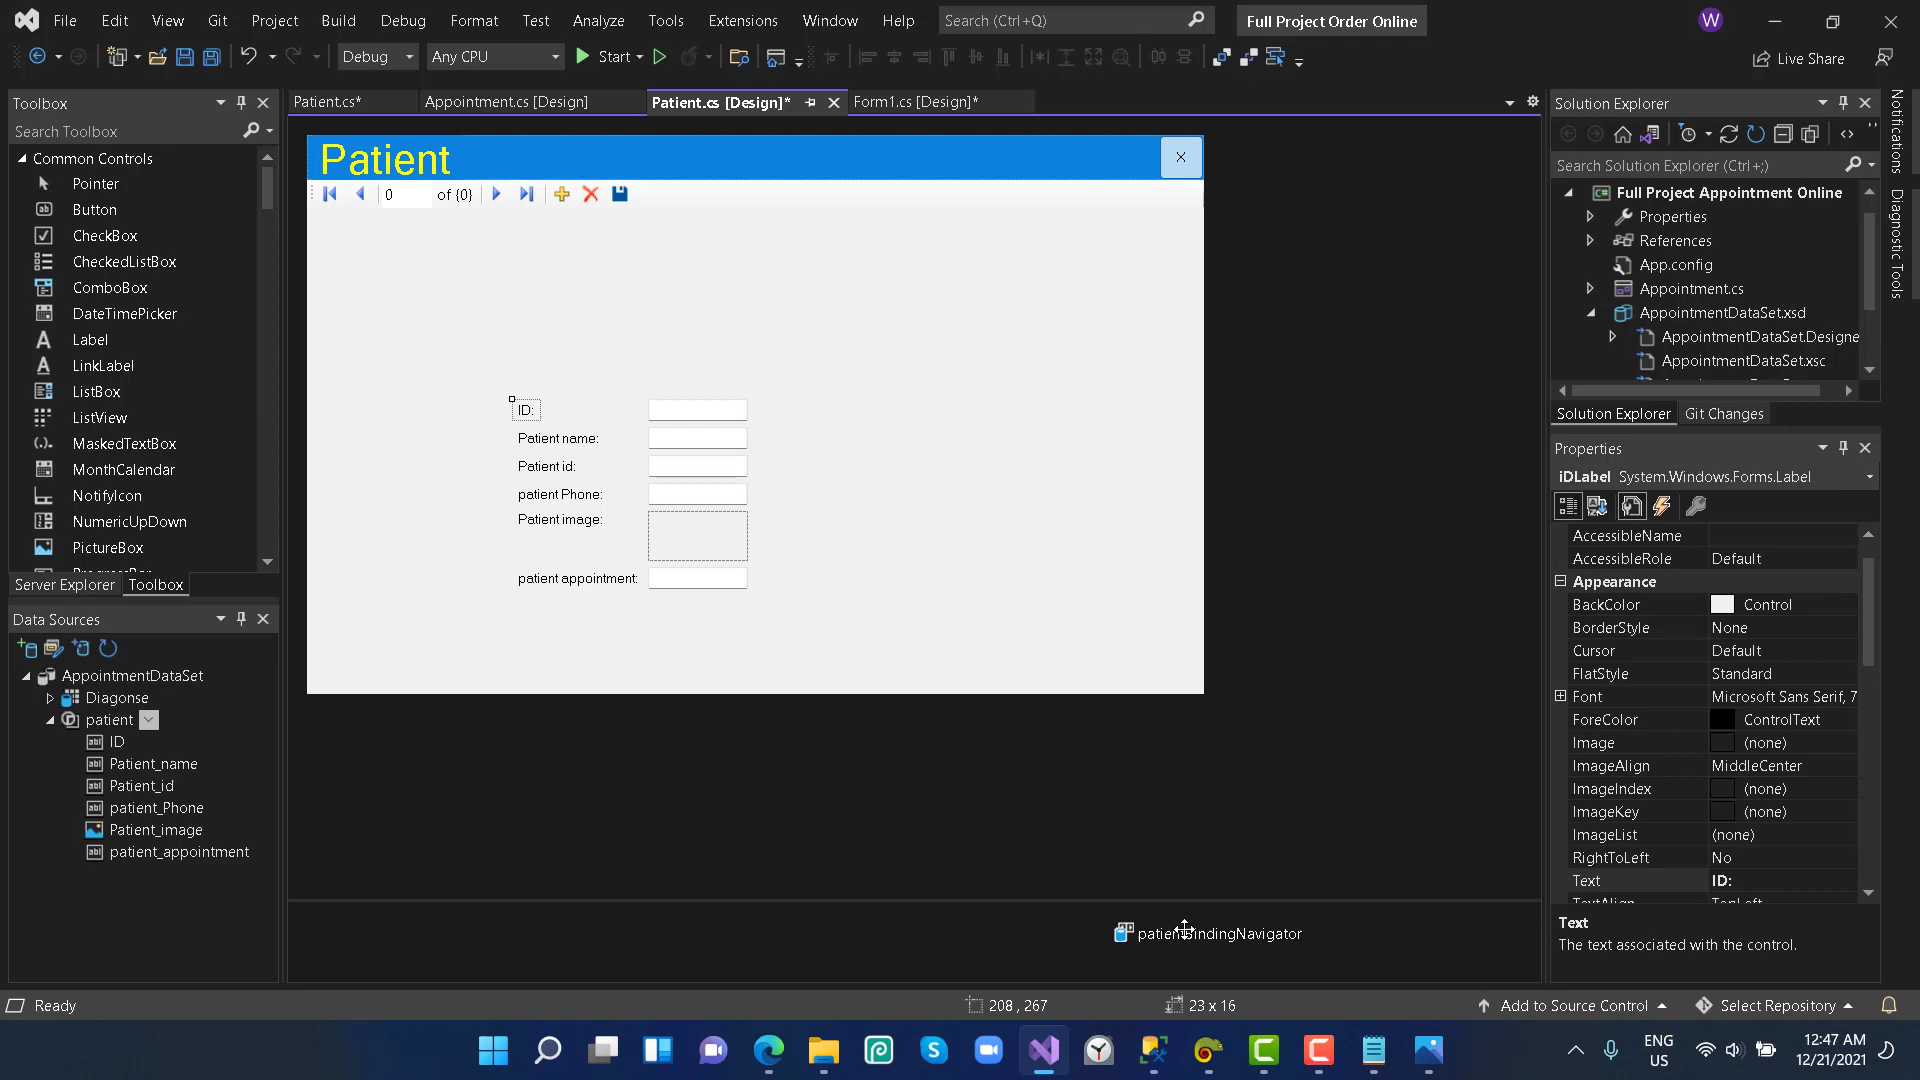 File Edit View Git Project Build Debug Format Test Analyze Tools Extensions Window Help Search (Ctrl+Q) Full Project Order Online W
Debug Any CPU Start Live Share
Toolbox
Search Toolbox
Common Controls
Pointer
Button
CheckBox
CheckedListBox
ComboBox
DateTimePicker
Label
LinkLabel
ListBox
ListView
MaskedTextBox
MonthCalendar
NotifyIcon
NumericUpDown
PictureBox
Server Explorer Toolbox
Data Sources
AppointmentDataSet
Diagonse
patient
ID
Patient_name
Patient_id
patient_Phone
Patient_image
patient_appointment
Patient.cs* Appointment.cs [Design] Patient.cs [Design]* Form1.cs [Design]*
Patient
0 of {0}
ID:
Patient name:
Patient id:
patient Phone:
Patient image:
patient appointment:
patientBindingNavigator
Solution Explorer
Search Solution Explorer (Ctrl+;)
Full Project Appointment Online
Properties
References
App.config
Appointment.cs
AppointmentDataSet.xsd
AppointmentDataSet.Designe
AppointmentDataSet.xsc
Solution Explorer Git Changes
Properties
iDLabel System.Windows.Forms.Label
AccessibleName
AccessibleRole Default
Appearance
BackColor Control
BorderStyle None
Cursor Default
FlatStyle Standard
Font Microsoft Sans Serif, 7
ForeColor ControlText
Image (none)
ImageAlign MiddleCenter
ImageIndex (none)
ImageKey (none)
ImageList (none)
RightToLeft No
Text ID:
TextAlign TopLeft
Text
The text associated with the control.
Notifications
Diagnostic Tools
Ready 208 , 267 23 x 16 Add to Source Control Select Repository
ENG
US
12:47 AM
12/21/2021